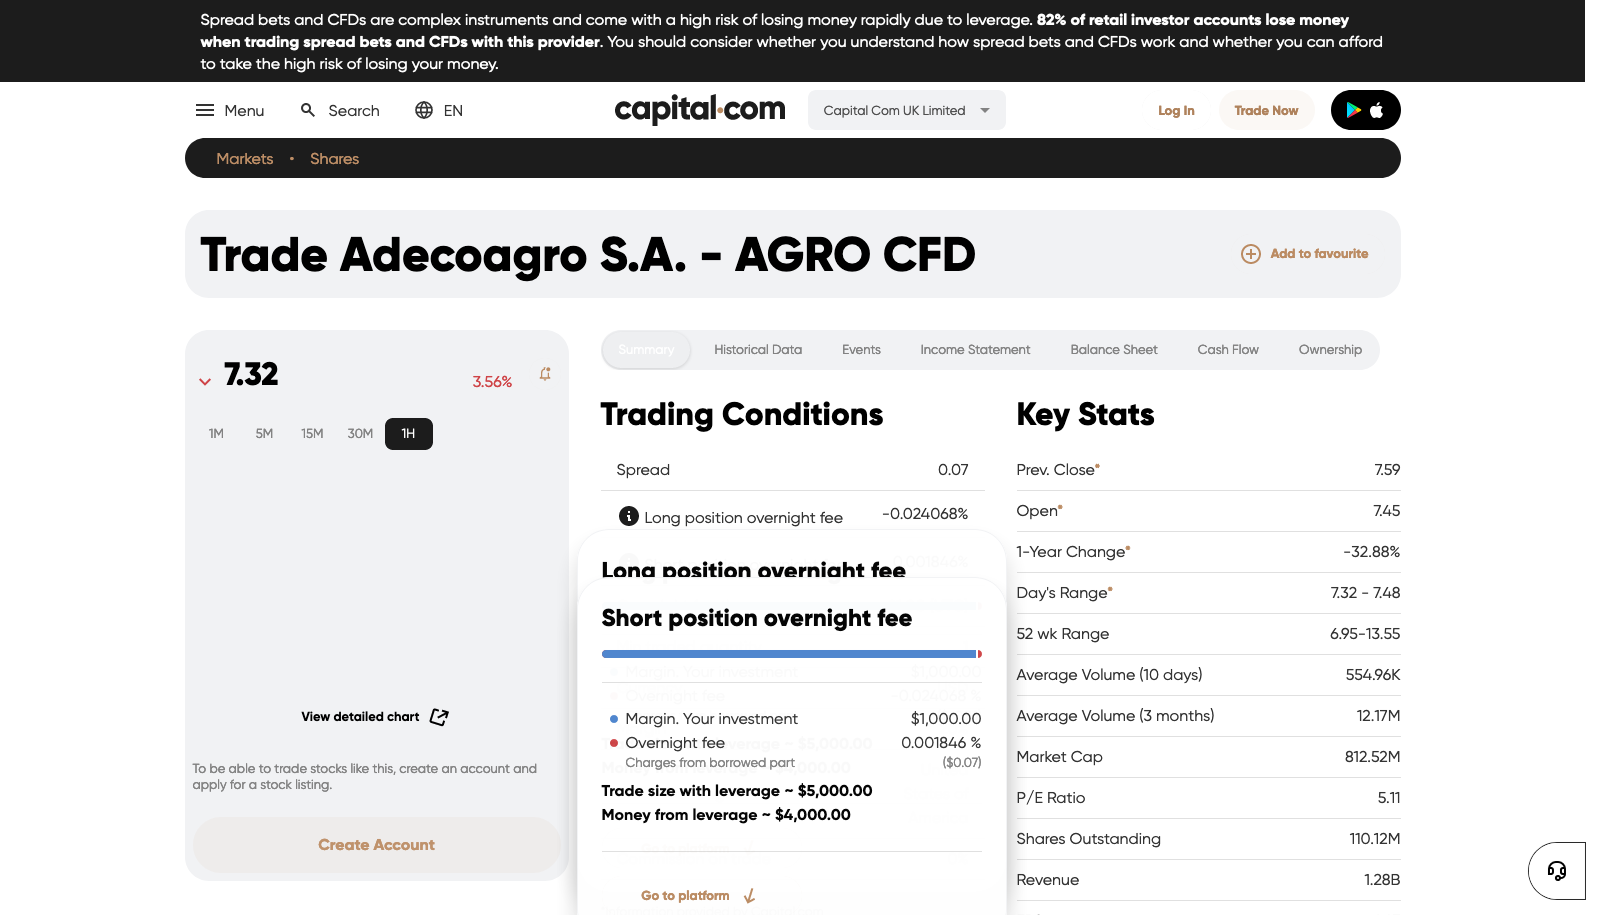 Spread bets and CFDs are complex instruments and come with a high risk of losing money rapidly due to leverage. 82% of retail investor accounts lose money
when trading spread bets and CFDs with this provider. You should consider whether you understand how spread bets and CFDs work and whether you can afford
to take the high risk of losing your money.
Menu Search EN capital.com Capital Com UK Limited Log In Trade Now
Markets · Shares
Trade Adecoagro S.A. - AGRO CFD
Add to favourite
7.32 3.56%
1M 5M 15M 30M 1H
View detailed chart
To be able to trade stocks like this, create an account and
apply for a stock listing.
Create Account
Summary Historical Data Events Income Statement Balance Sheet Cash Flow Ownership
Trading Conditions
Spread 0.07
Long position overnight fee -0.024068%
Long position overnight fee
Short position overnight fee
Margin. Your investment $1,000.00
Overnight fee 0.001846 %
Charges from borrowed part ($0.07)
Trade size with leverage ~ $5,000.00
Money from leverage ~ $4,000.00
Go to platform
Key Stats
Prev. Close* 7.59
Open* 7.45
1-Year Change* -32.88%
Day's Range* 7.32 - 7.48
52 wk Range 6.95-13.55
Average Volume (10 days) 554.96K
Average Volume (3 months) 12.17M
Market Cap 812.52M
P/E Ratio 5.11
Shares Outstanding 110.12M
Revenue 1.28B